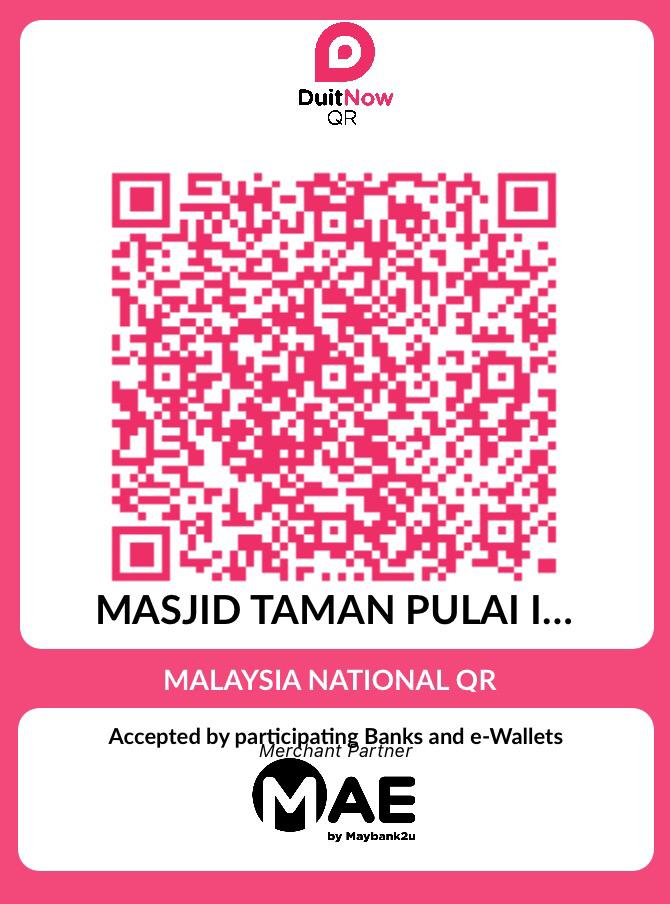 DuitNow
QR
MASJID TAMAN PULAI I...
MALAYSIA NATIONAL QR
Accepted by participating Banks and e-Wallets
Merchant Partner
MAE
by Maybank2u